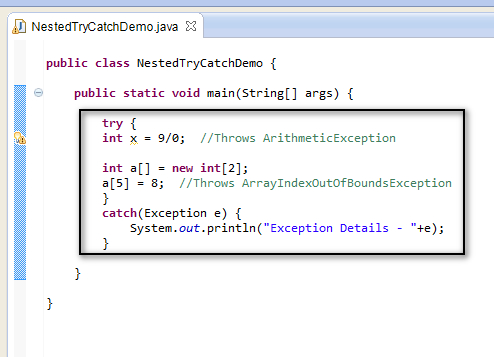 NestedTryCatchDemo.java
public class NestedTryCatchDemo {
public static void main(String[] args) {
try {
int x = 9/0;  //Throws ArithmeticException
int a[] = new int[2];
a[5] = 8;  //Throws ArrayIndexOutOfBoundsException
}
catch(Exception e) {
System.out.println("Exception Details - "+e);
}
}
}